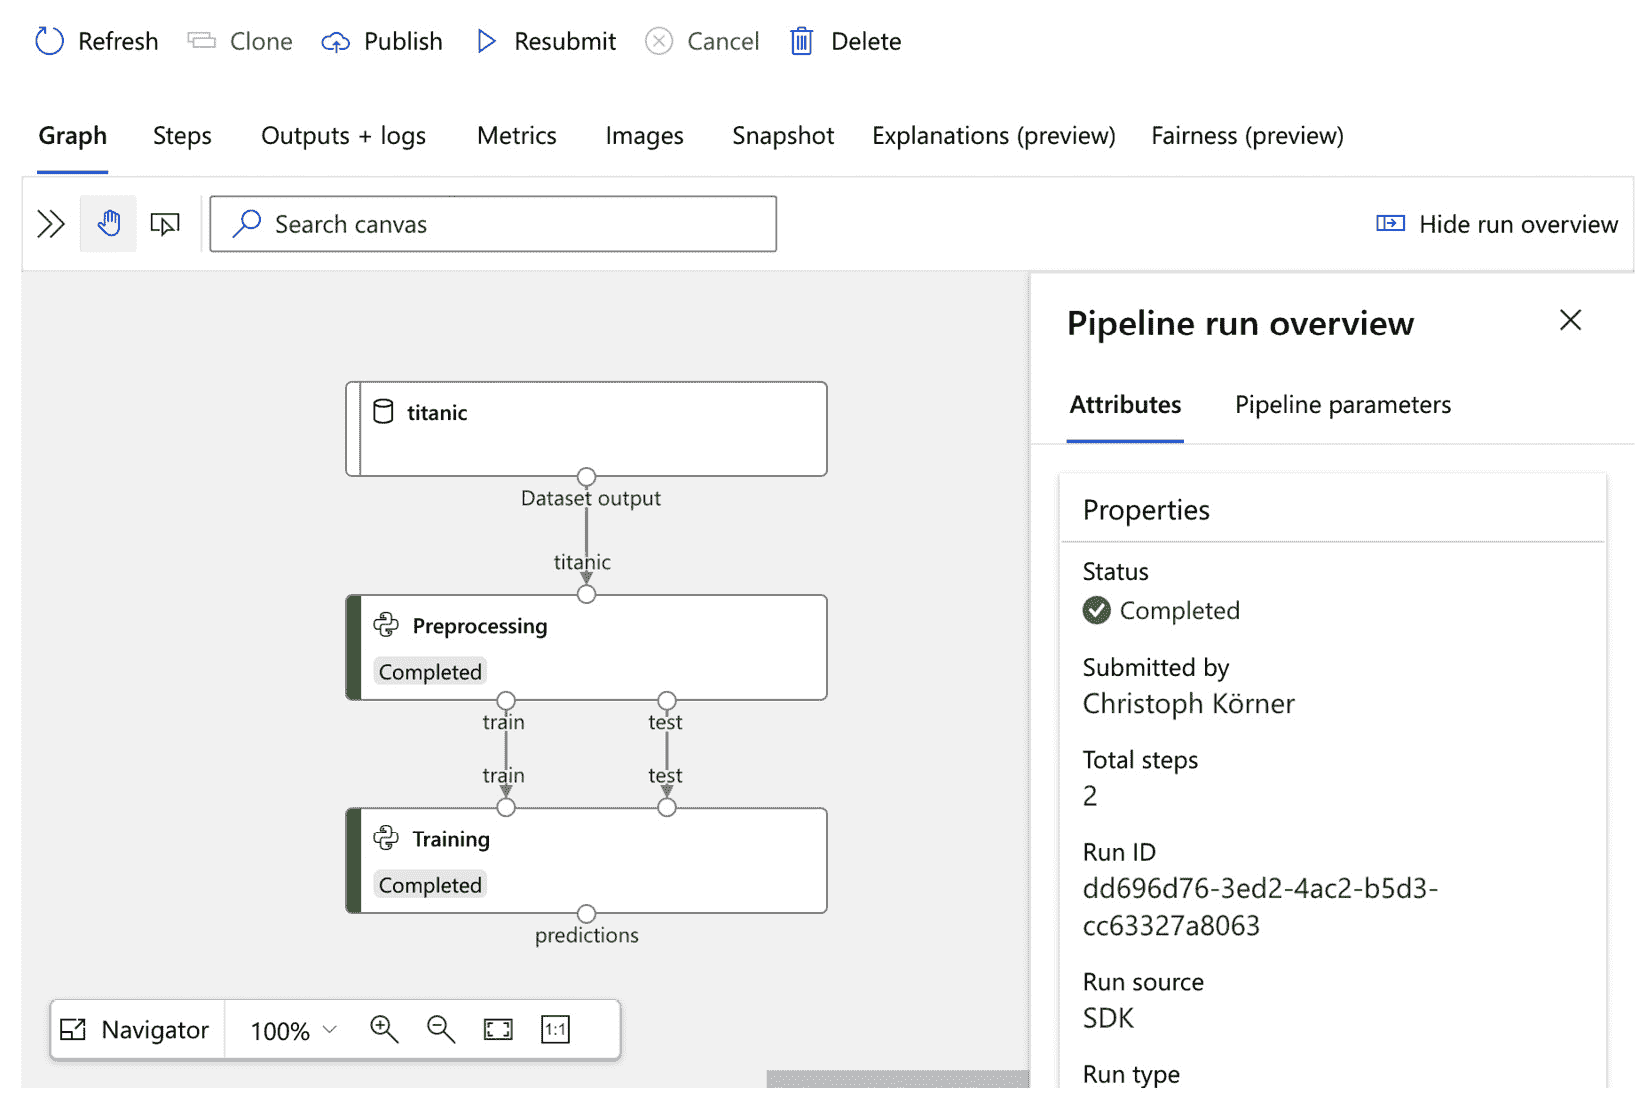 Refresh Clone Publish Resubmit Cancel Delete
Graph Steps Outputs + logs Metrics Images Snapshot Explanations (preview) Fairness (preview)
Search canvas
Hide run overview
titanic
Dataset output
titanic
Preprocessing
Completed
train test
train test
Training
Completed
predictions
Navigator 100% 1:1
Pipeline run overview
Attributes Pipeline parameters
Properties
Status
Completed
Submitted by
Christoph Körner
Total steps
2
Run ID
dd696d76-3ed2-4ac2-b5d3-
cc63327a8063
Run source
SDK
Run type